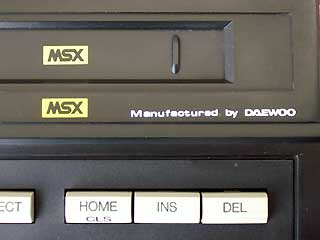 MSX
MSX
Manufactured by DAEWOO
ECT HOME INS DEL
CLS